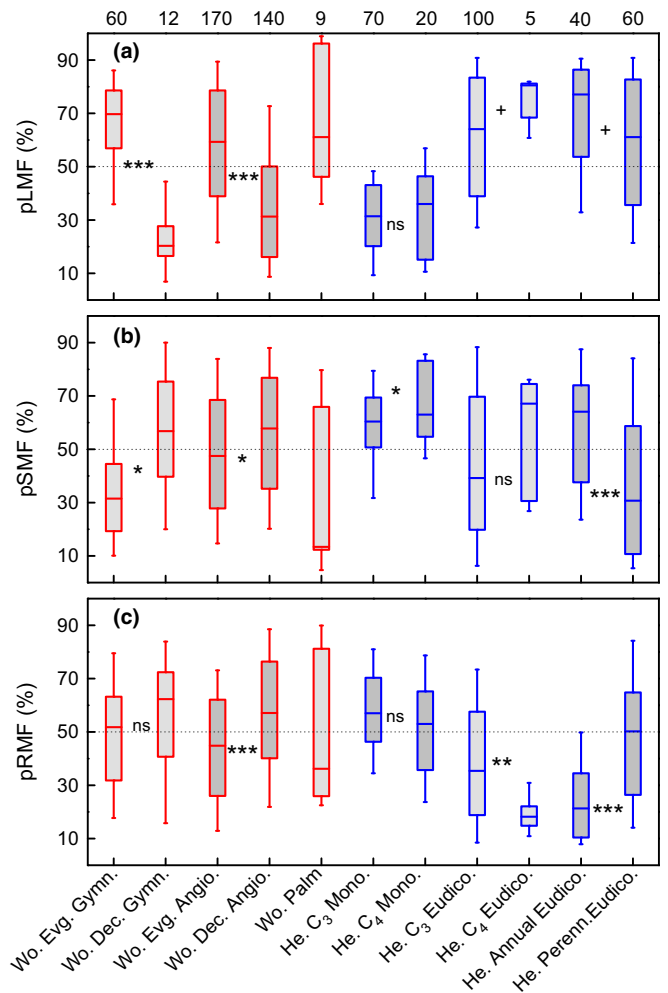 60 12 170 140 9 70 20 100 5 40 60
(a)
pLMF (%)
90
70
50
30
10
*** *** ns + +
(b)
pSMF (%)
90
70
50
30
10
* * * ns ***
(c)
pRMF (%)
90
70
50
30
10
ns *** ns ** ***
Wo. Evg. Gymn.
Wo. Dec. Gymn.
Wo. Evg. Angio.
Wo. Dec. Angio.
Wo. Palm
He. C₃ Mono.
He. C₄ Mono.
He. C₃ Eudico.
He. C₄ Eudico.
He. Annual Eudico.
He. Perenn.Eudico.